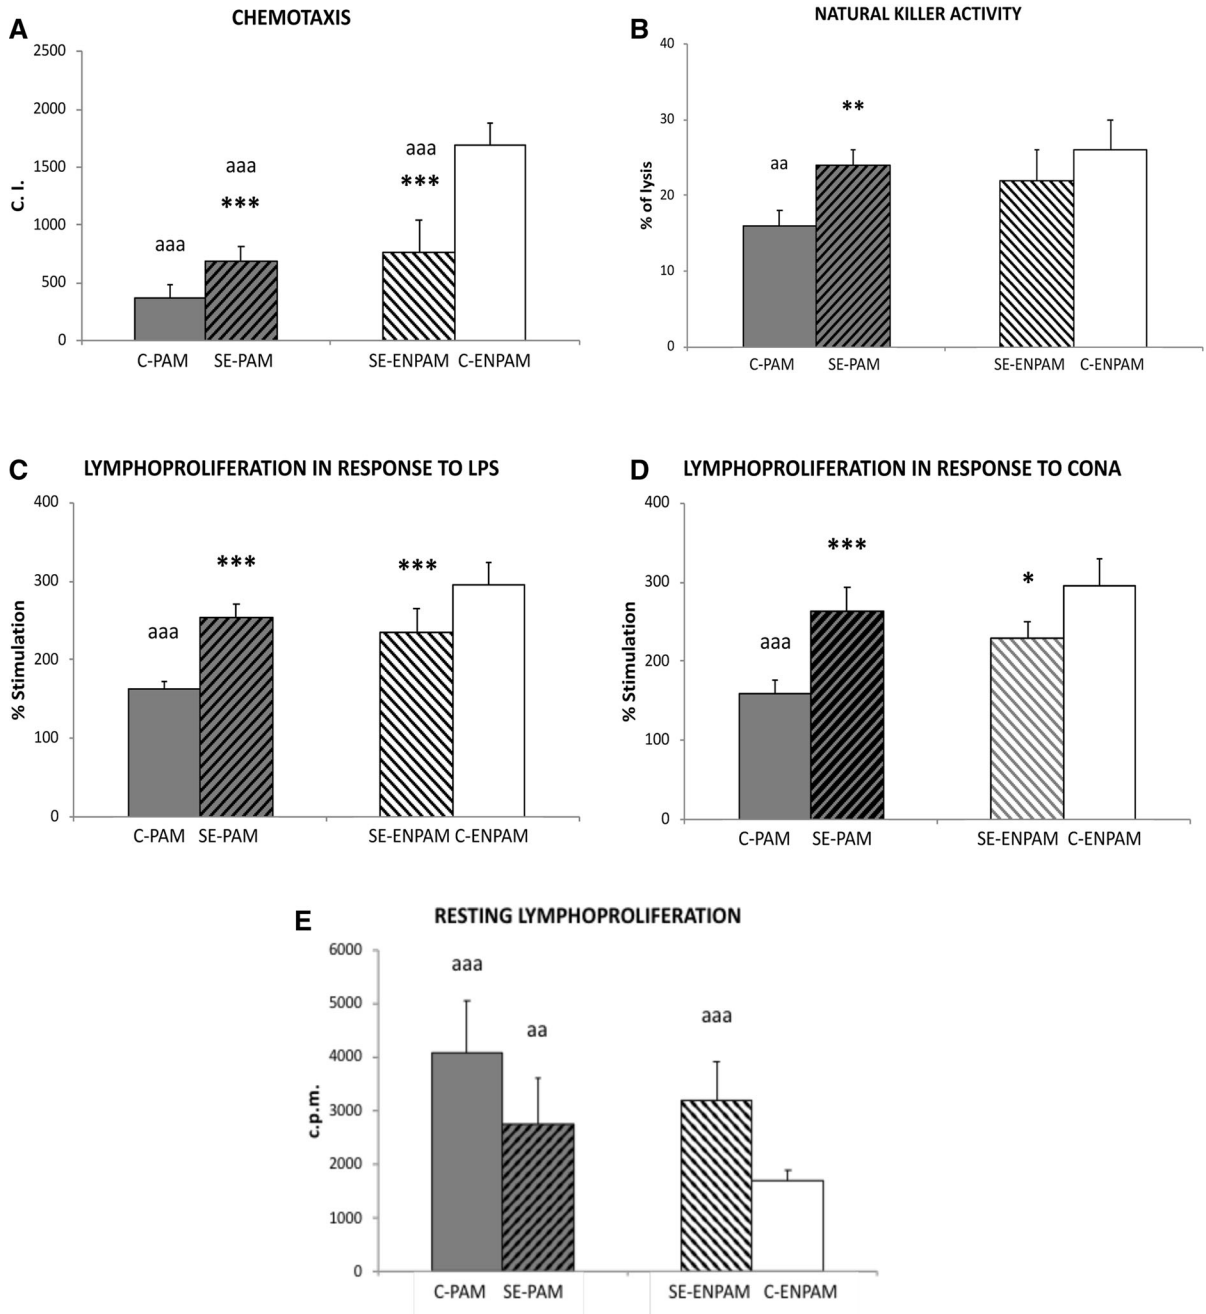 A
CHEMOTAXIS
2500
2000
1500
1000
500
0
C. I.
aaa
aaa
***
aaa
***
C-PAM SE-PAM SE-ENPAM C-ENPAM
B
NATURAL KILLER ACTIVITY
40
30
20
10
0
% of lysis
aa
**
C-PAM SE-PAM SE-ENPAM C-ENPAM
C
LYMPHOPROLIFERATION IN RESPONSE TO LPS
400
300
200
100
0
% Stimulation
aaa
***
***
C-PAM SE-PAM SE-ENPAM C-ENPAM
D
LYMPHOPROLIFERATION IN RESPONSE TO CONA
400
300
200
100
0
% Stimulation
aaa
***
*
C-PAM SE-PAM SE-ENPAM C-ENPAM
E
RESTING LYMPHOPROLIFERATION
6000
5000
4000
3000
2000
1000
0
c.p.m.
aaa
aa
aaa
C-PAM SE-PAM SE-ENPAM C-ENPAM